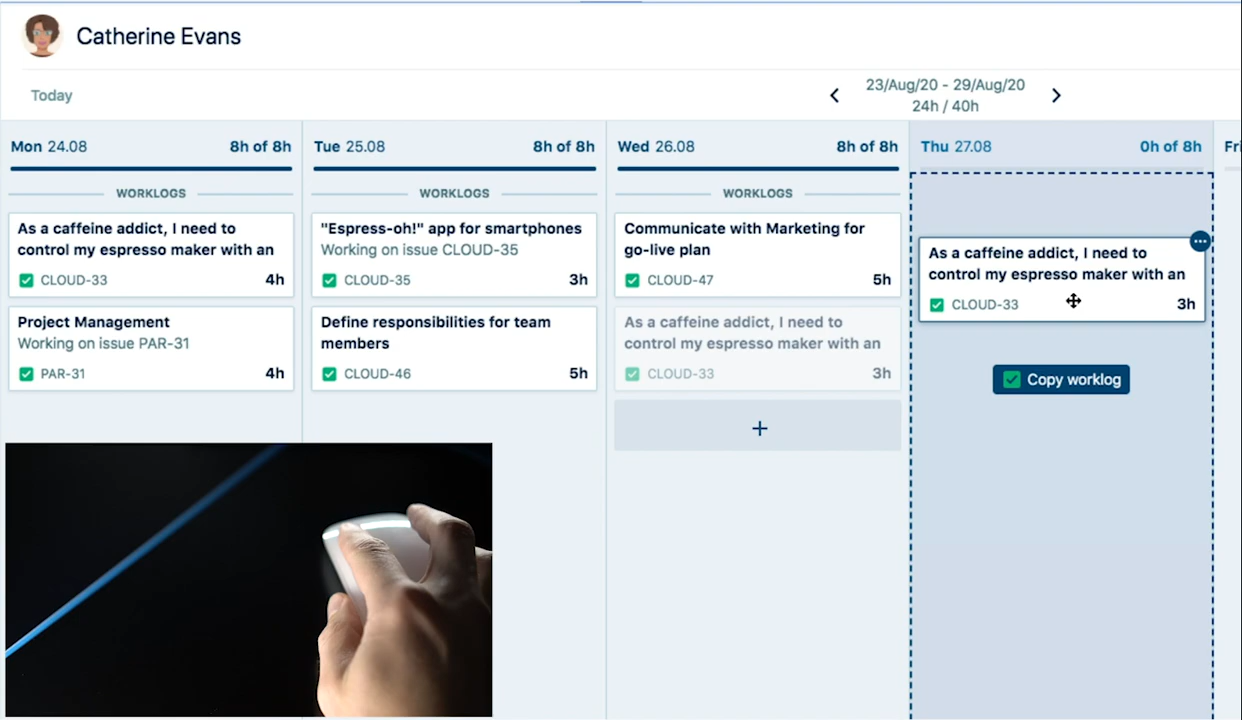 Catherine Evans
Today
23/Aug/20 - 29/Aug/20
24h / 40h
Mon 24.08 8h of 8h
WORKLOGS
As a caffeine addict, I need to
control my espresso maker with an
CLOUD-33 4h
Project Management
Working on issue PAR-31
PAR-31 4h
Tue 25.08 8h of 8h
WORKLOGS
"Espress-oh!" app for smartphones
Working on issue CLOUD-35
CLOUD-35 3h
Define responsibilities for team
members
CLOUD-46 5h
Wed 26.08 8h of 8h
WORKLOGS
Communicate with Marketing for
go-live plan
CLOUD-47 5h
As a caffeine addict, I need to
control my espresso maker with an
CLOUD-33 3h
+
Thu 27.08 0h of 8h
As a caffeine addict, I need to
control my espresso maker with an
CLOUD-33 3h
Copy worklog
Fri